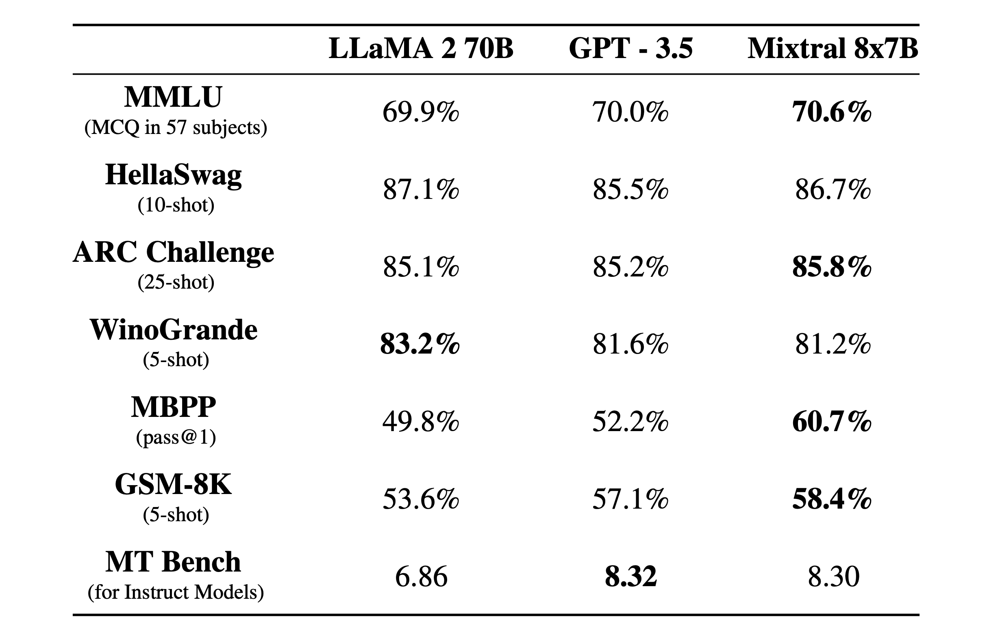 LLaMA 2 70B GPT - 3.5 Mixtral 8x7B
MMLU
(MCQ in 57 subjects)
69.9% 70.0% 70.6%
HellaSwag
(10-shot)
87.1% 85.5% 86.7%
ARC Challenge
(25-shot)
85.1% 85.2% 85.8%
WinoGrande
(5-shot)
83.2% 81.6% 81.2%
MBPP
(pass@1)
49.8% 52.2% 60.7%
GSM-8K
(5-shot)
53.6% 57.1% 58.4%
MT Bench
(for Instruct Models)
6.86 8.32 8.30